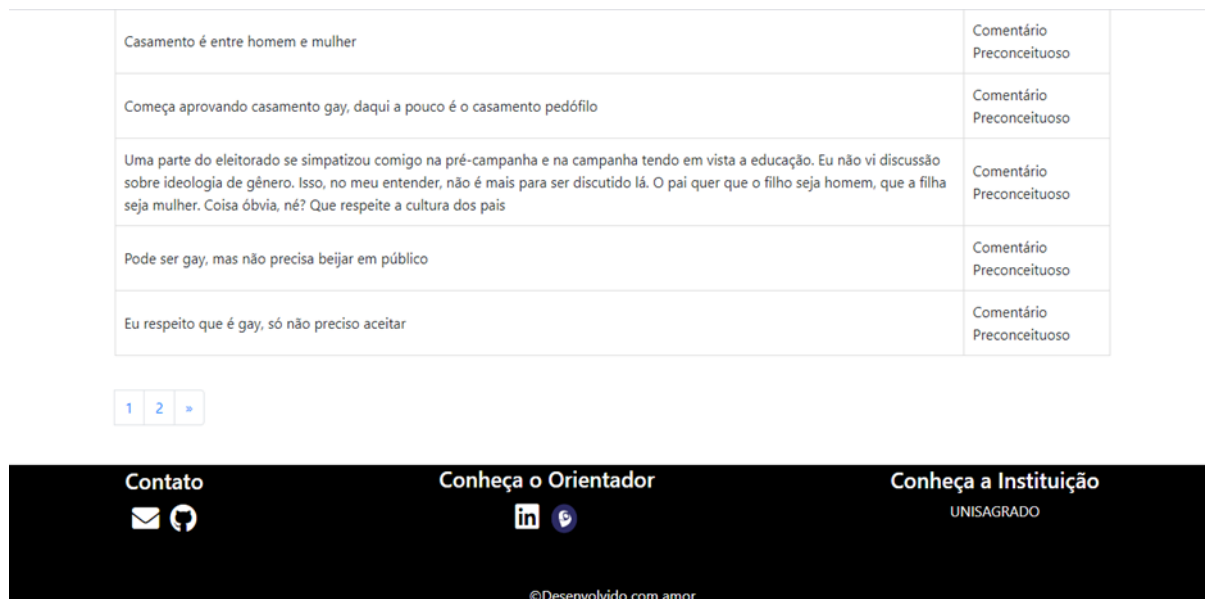 Casamento é entre homem e mulher
Comentário
Preconceituoso
Começa aprovando casamento gay, daqui a pouco é o casamento pedófilo
Comentário
Preconceituoso
Uma parte do eleitorado se simpatizou comigo na pré-campanha e na campanha tendo em vista a educação. Eu não vi discussão
sobre ideologia de gênero. Isso, no meu entender, não é mais para ser discutido lá. O pai quer que o filho seja homem, que a filha
seja mulher. Coisa óbvia, né? Que respeite a cultura dos pais
Comentário
Preconceituoso
Pode ser gay, mas não precisa beijar em público
Comentário
Preconceituoso
Eu respeito que é gay, só não preciso aceitar
Comentário
Preconceituoso
1 2 »
Contato
Conheça o Orientador
in
Conheça a Instituição
UNISAGRADO
©Desenvolvido com amor